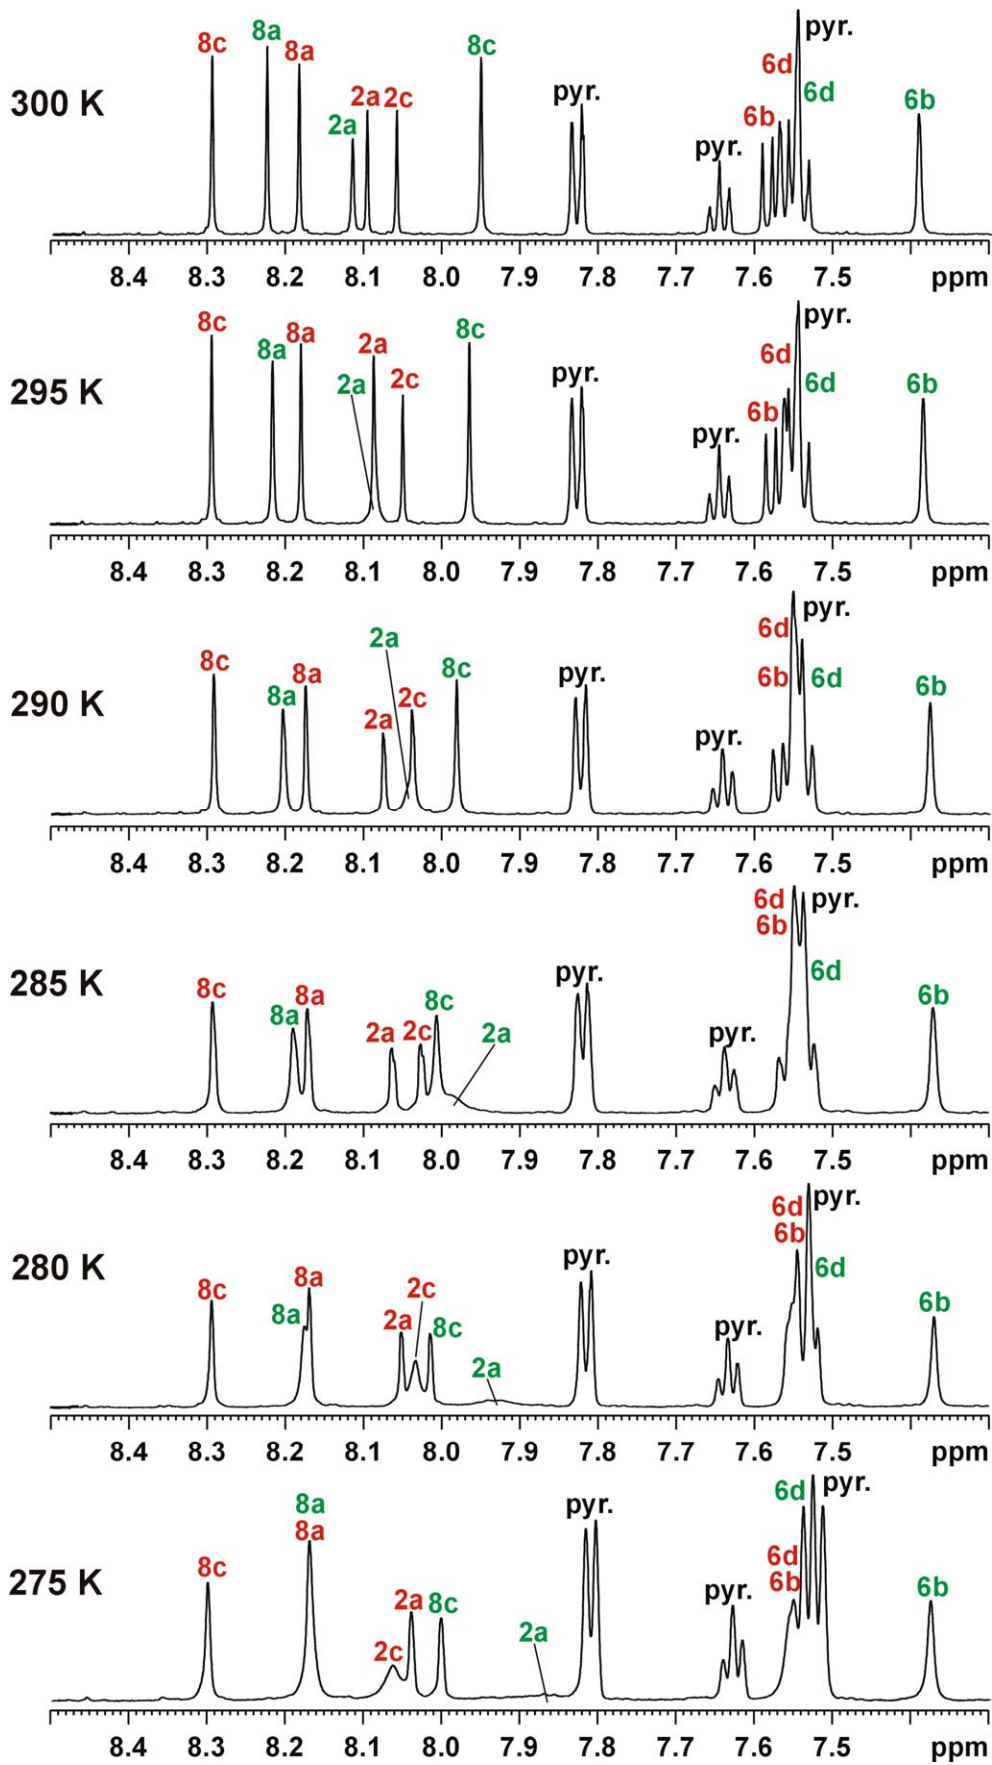 8c 8a 8a 2a 2a 2c 8c pyr. pyr. 6b 6d pyr. 6d 6b
300 K
8.4 8.3 8.2 8.1 8.0 7.9 7.8 7.7 7.6 7.5 ppm
8c 8a 8a 2a 2a 2c 8c pyr. pyr. 6b 6d pyr. 6d 6b
295 K
8.4 8.3 8.2 8.1 8.0 7.9 7.8 7.7 7.6 7.5 ppm
8c 8a 8a 2a 2a 2c 8c pyr. pyr. 6d 6b pyr. 6d 6b
290 K
8.4 8.3 8.2 8.1 8.0 7.9 7.8 7.7 7.6 7.5 ppm
8c 8a 8a 2a 2c 8c 2a pyr. pyr. 6d 6b pyr. 6d 6b
285 K
8.4 8.3 8.2 8.1 8.0 7.9 7.8 7.7 7.6 7.5 ppm
8c 8a 8a 2a 2c 8c 2a pyr. pyr. 6d 6b pyr. 6d 6b
280 K
8.4 8.3 8.2 8.1 8.0 7.9 7.8 7.7 7.6 7.5 ppm
8c 8a 8a 2c 2a 8c 2a pyr. pyr. 6d 6b 6d pyr. 6b
275 K
8.4 8.3 8.2 8.1 8.0 7.9 7.8 7.7 7.6 7.5 ppm